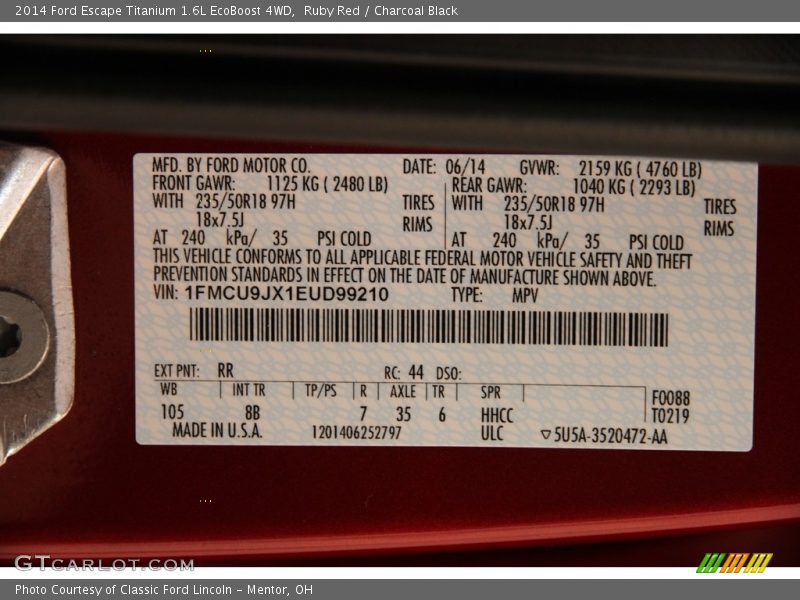 2014 Ford Escape Titanium 1.6L EcoBoost 4WD,  Ruby Red / Charcoal Black
MFD. BY FORD MOTOR CO. DATE: 06/14 GVWR: 2159 KG ( 4760 LB)
FRONT GAWR: 1125 KG ( 2480 LB) REAR GAWR: 1040 KG ( 2293 LB)
WITH 235/50R18 97H TIRES WITH 235/50R18 97H TIRES
18x7.5J RIMS 18x7.5J RIMS
AT 240 kPa/ 35 PSI COLD AT 240 kPa/ 35 PSI COLD
THIS VEHICLE CONFORMS TO ALL APPLICABLE FEDERAL MOTOR VEHICLE SAFETY AND THEFT
PREVENTION STANDARDS IN EFFECT ON THE DATE OF MANUFACTURE SHOWN ABOVE.
VIN: 1FMCU9JX1EUD99210 TYPE: MPV
EXT PNT: RR RC: 44 DSO:
WB INT TR TP/PS R AXLE TR SPR F0088
105 8B 7 35 6 HHCC T0219
MADE IN U.S.A. 1201406252797 ULC ▽5U5A-3520472-AA
GTCARLOT.COM
Photo Courtesy of Classic Ford Lincoln – Mentor, OH